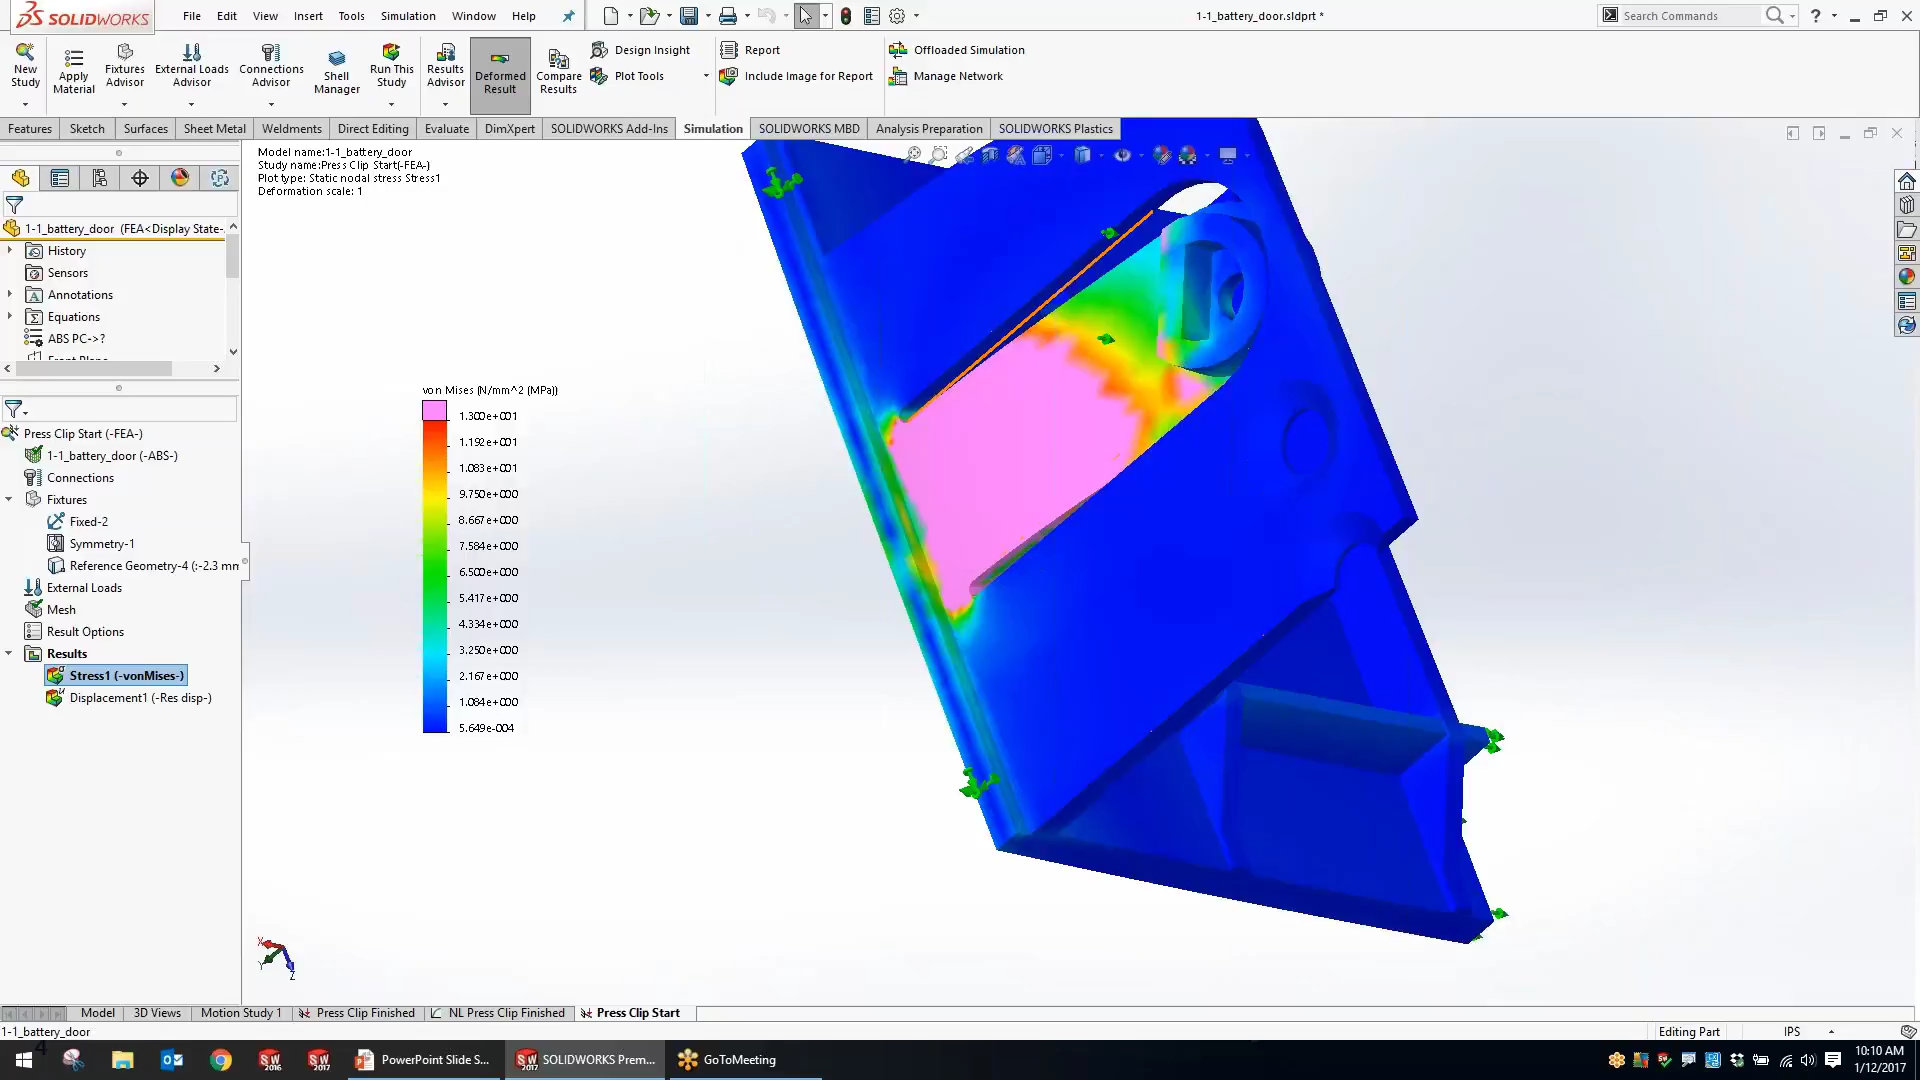 SOLIDWORKS
File Edit View Insert Tools Simulation Window Help
1-1_battery_door.sldprt *
Search Commands
New Study
Apply Material
Fixtures Advisor
External Loads Advisor
Connections Advisor
Shell Manager
Run This Study
Results Advisor
Deformed Result
Compare Results
Design Insight
Plot Tools
Report
Include Image for Report
Offloaded Simulation
Manage Network
Features Sketch Surfaces Sheet Metal Weldments Direct Editing Evaluate DimXpert SOLIDWORKS Add-Ins Simulation SOLIDWORKS MBD Analysis Preparation SOLIDWORKS Plastics
Model name:1-1_battery_door
Study name:Press Clip Start(-FEA-)
Plot type: Static nodal stress Stress1
Deformation scale: 1
1-1_battery_door (FEA<Display State-
History
Sensors
Annotations
Equations
ABS PC->?
Press Clip Start (-FEA-)
1-1_battery_door (-ABS-)
Connections
Fixtures
Fixed-2
Symmetry-1
Reference Geometry-4 (:-2.3 mm
External Loads
Mesh
Result Options
Results
Stress1 (-vonMises-)
Displacement1 (-Res disp-)
von Mises (N/mm^2 (MPa))
1.300e+001
1.192e+001
1.083e+001
9.750e+000
8.667e+000
7.584e+000
6.500e+000
5.417e+000
4.334e+000
3.250e+000
2.167e+000
1.084e+000
5.649e-004
X
Y
Z
Model 3D Views Motion Study 1 Press Clip Finished NL Press Clip Finished Press Clip Start
1-1_battery_door
Editing Part
IPS
4
2016
2017
PowerPoint Slide S...
SOLIDWORKS Prem...
GoToMeeting
10:10 AM
1/12/2017